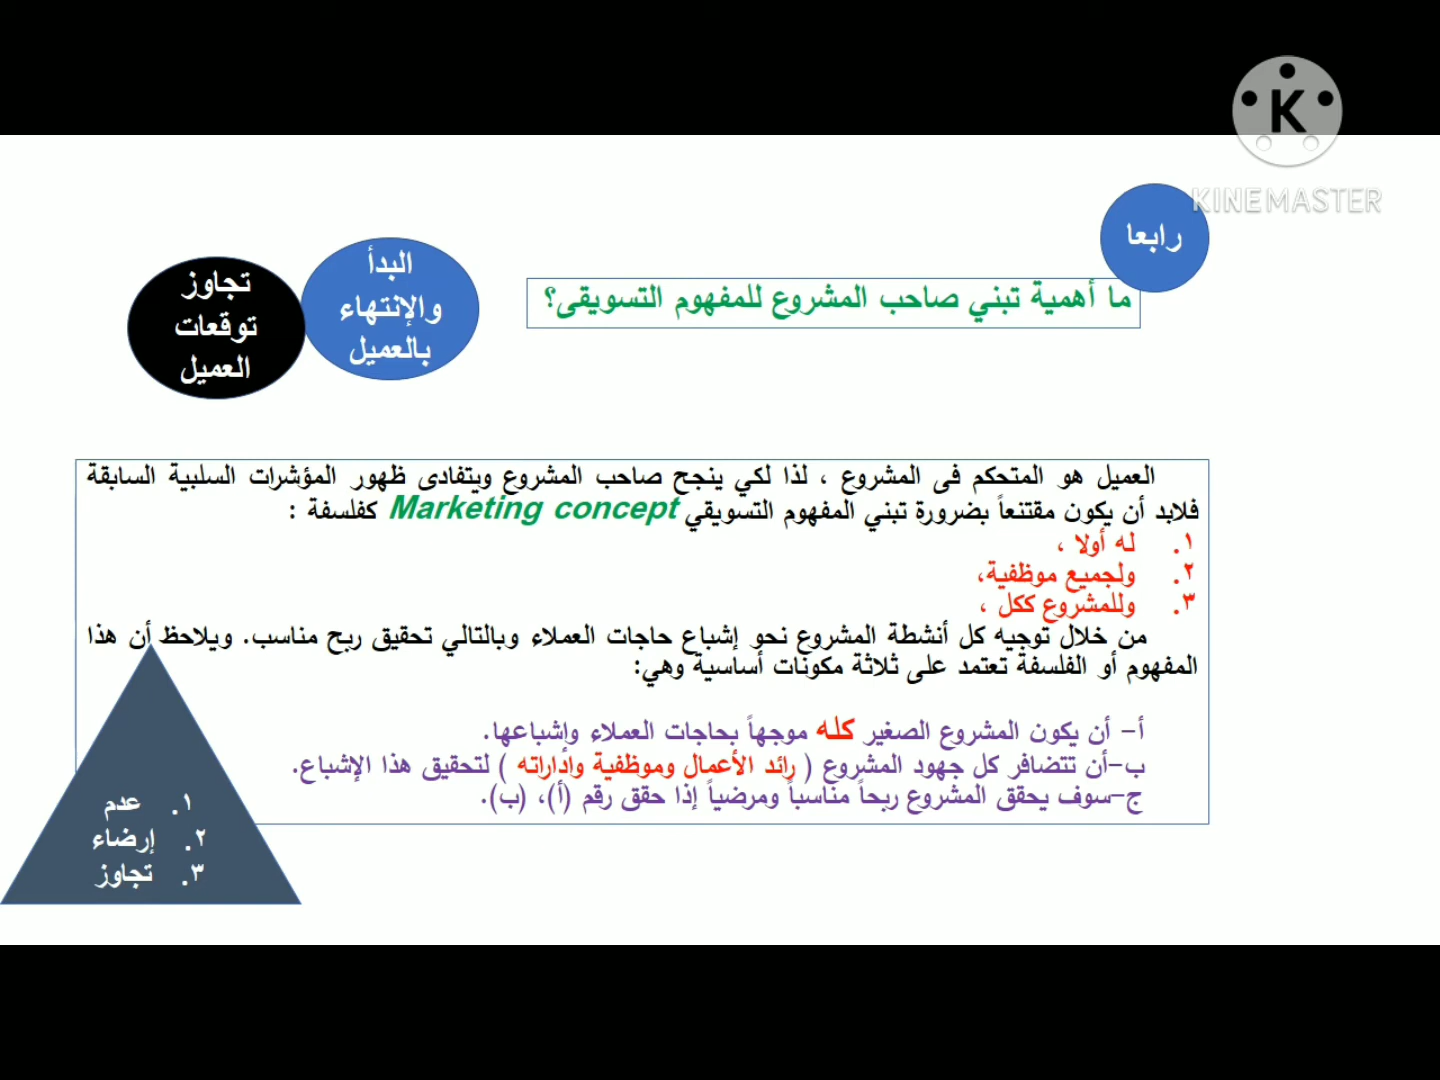 K
KINEMASTER
رابعا
ما أهمية تبني صاحب المشروع للمفهوم التسويقى؟
البدأ
والإنتهاء
بالعميل
تجاوز
توقعات
العميل
العميل هو المتحكم فى المشروع ، لذا لكي ينجح صاحب المشروع ويتفادى ظهور المؤشرات السلبية السابقة
فلابد أن يكون مقتنعاً بضرورة تبني المفهوم التسويقي Marketing concept كفلسفة :
١. له أولا ،
٢. ولجميع موظفية،
٣. وللمشروع ككل ،
من خلال توجيه كل أنشطة المشروع نحو إشباع حاجات العملاء وبالتالي تحقيق ربح مناسب. ويلاحظ أن هذا
المفهوم أو الفلسفة تعتمد على ثلاثة مكونات أساسية وهي:
أ- أن يكون المشروع الصغير كله موجهاً بحاجات العملاء وإشباعها.
ب-أن تتضافر كل جهود المشروع ( رائد الأعمال وموظفية وإداراته ) لتحقيق هذا الإشباع.
ج-سوف يحقق المشروع ربحاً مناسباً ومرضياً إذا حقق رقم (أ)، (ب).
١. عدم
٢. إرضاء
٣. تجاوز